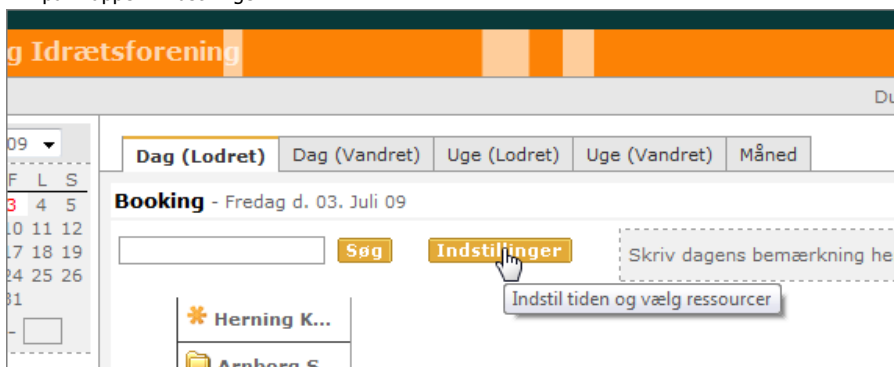 g Idrætsforening
Du
09
Dag (Lodret) Dag (Vandret) Uge (Lodret) Uge (Vandret) Måned
F L S
3 4 5
10 11 12
17 18 19
24 25 26
31
-
Booking - Fredag d. 03. Juli 09
Søg Indstillinger Skriv dagens bemærkning he
Indstil tiden og vælg ressourcer
Herning K...
Arnborg S